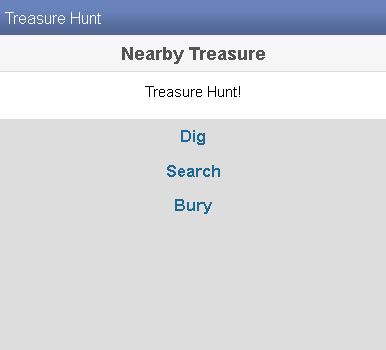 Treasure Hunt
Nearby Treasure
Treasure Hunt!
Dig
Search
Bury